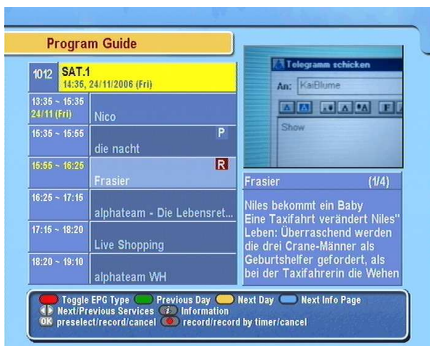 Program Guide
1012 SAT.1
14:35, 24/11/2006 (Fri)
13:35 ~ 15:35
24/11 (Fri)
Nico
15:35 ~ 15:55
P
die nacht
15:55 ~ 16:25
R
Frasier
16:25 ~ 17:15
alphateam - Die Lebensret...
17:15 ~ 18:20
Live Shopping
18:20 ~ 19:10
alphateam WH
Telegramm schicken
An: KaiBlume
Show
Frasier (1/4)
Niles bekommt ein Baby
Eine Taxifahrt verändert Niles"
Leben: Überraschend werden
die drei Crane-Männer als
Geburtshelfer gefordert, als
bei der Taxifahrerin die Wehen
Toggle EPG Type Previous Day Next Day Next Info Page
Next/Previous Services i Information
OK preselect/record/cancel record/record by timer/cancel